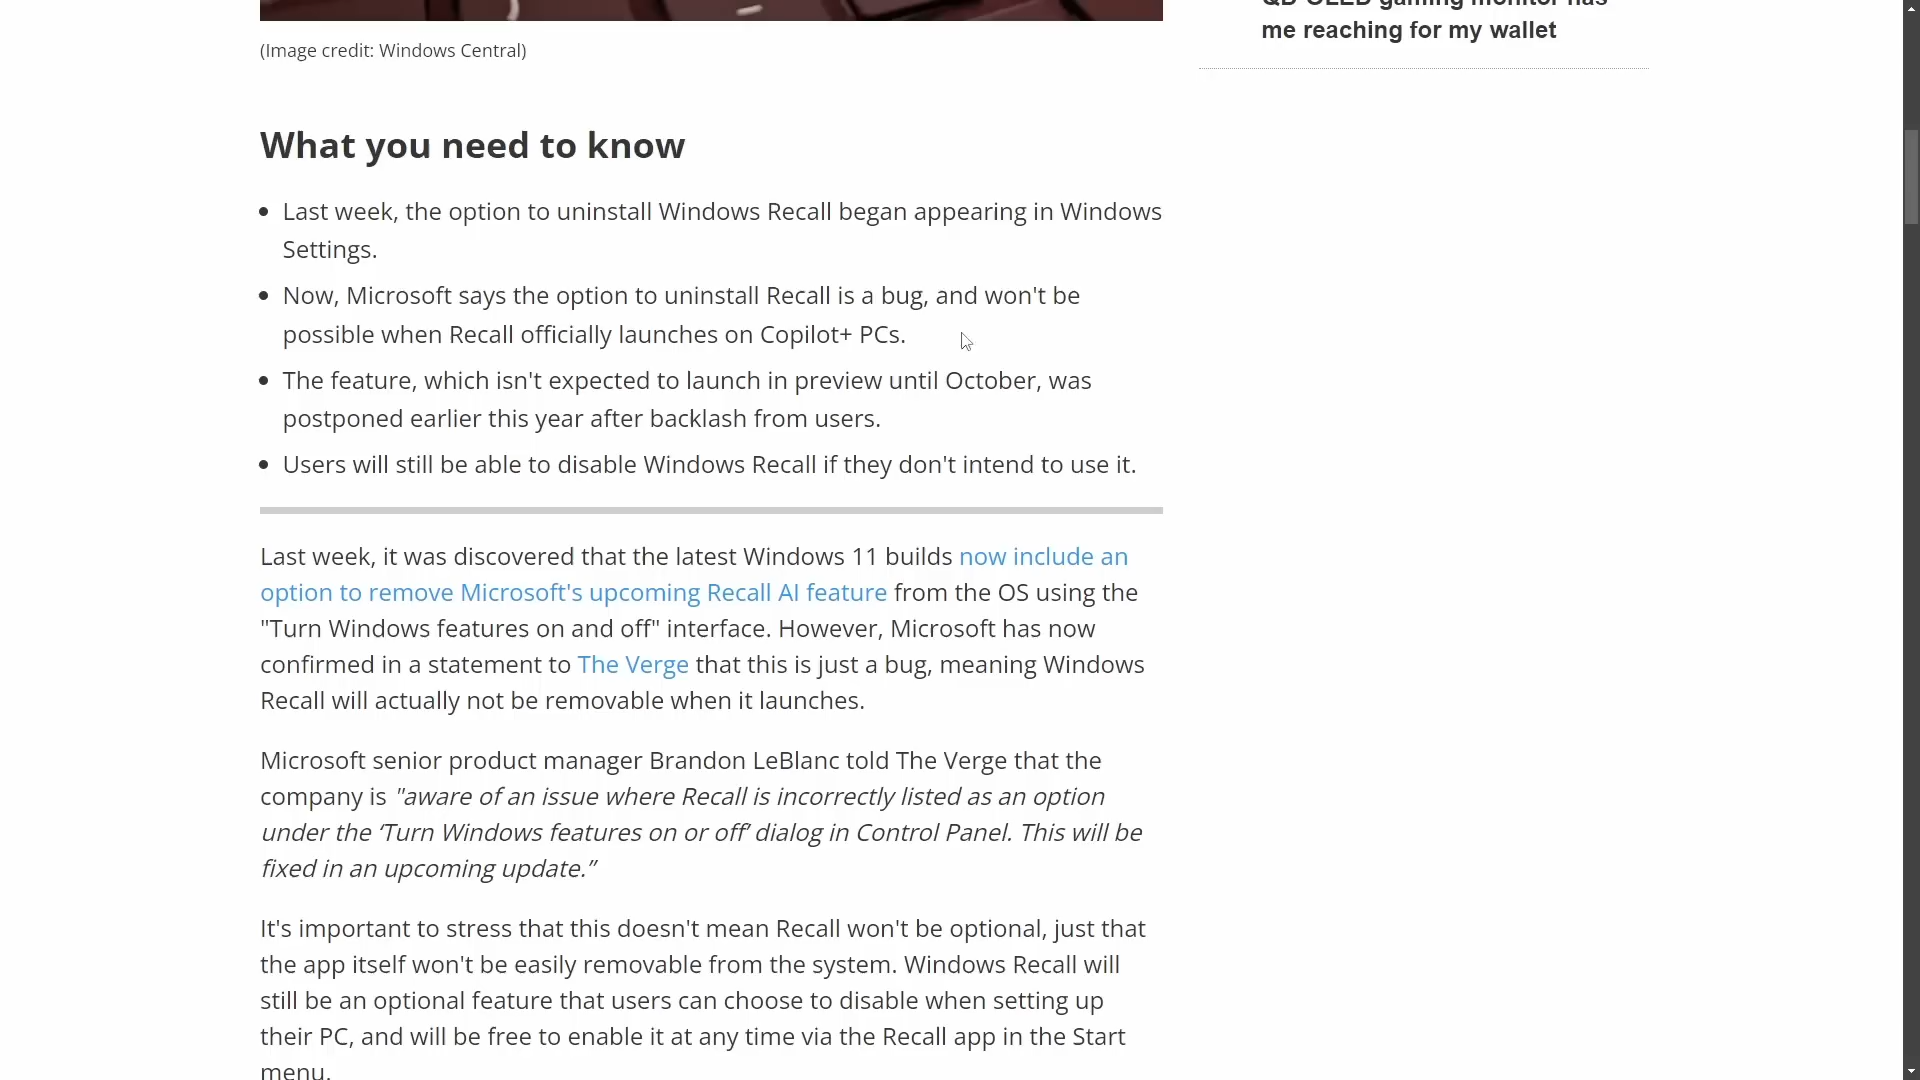 QD-OLED gaming monitor has
me reaching for my wallet
(Image credit: Windows Central)
What you need to know
Last week, the option to uninstall Windows Recall began appearing in Windows
Settings.
Now, Microsoft says the option to uninstall Recall is a bug, and won't be
possible when Recall officially launches on Copilot+ PCs.
The feature, which isn't expected to launch in preview until October, was
postponed earlier this year after backlash from users.
Users will still be able to disable Windows Recall if they don't intend to use it.
Last week, it was discovered that the latest Windows 11 builds now include an
option to remove Microsoft's upcoming Recall AI feature from the OS using the
"Turn Windows features on and off" interface. However, Microsoft has now
confirmed in a statement to The Verge that this is just a bug, meaning Windows
Recall will actually not be removable when it launches.
Microsoft senior product manager Brandon LeBlanc told The Verge that the
company is "aware of an issue where Recall is incorrectly listed as an option
under the ‘Turn Windows features on or off’ dialog in Control Panel. This will be
fixed in an upcoming update.”
It's important to stress that this doesn't mean Recall won't be optional, just that
the app itself won't be easily removable from the system. Windows Recall will
still be an optional feature that users can choose to disable when setting up
their PC, and will be free to enable it at any time via the Recall app in the Start
menu.